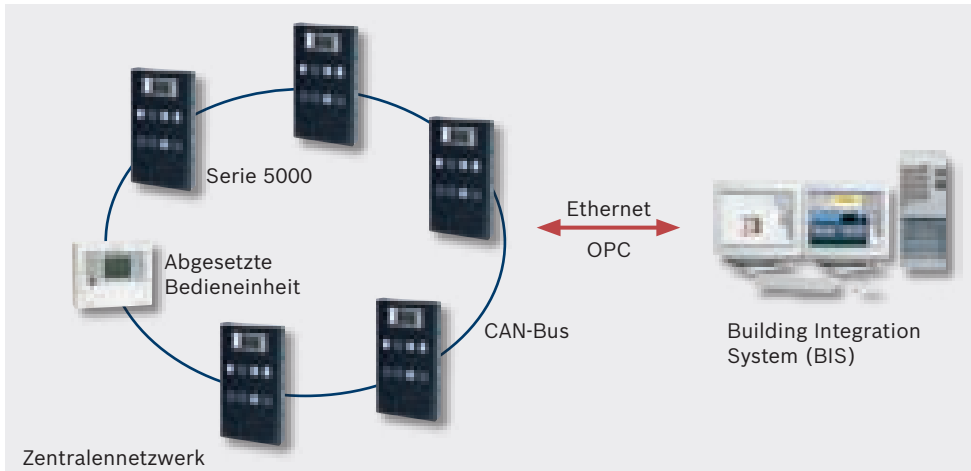 Serie 5000
Ethernet
OPC
Abgesetzte
Bedieneinheit
CAN-Bus
Building Integration
System (BIS)
Zentralennetzwerk